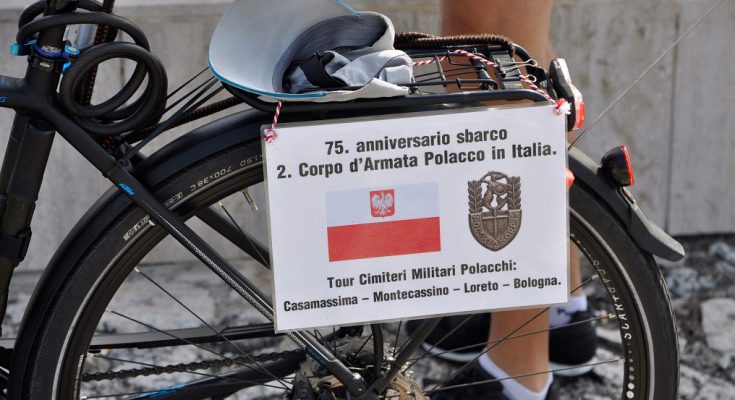 75. anniversario sbarco
2. Corpo d'Armata Polacco in Italia.
Tour Cimiteri Militari Polacchi:
Casamassima – Montecassino – Loreto – Bologna.